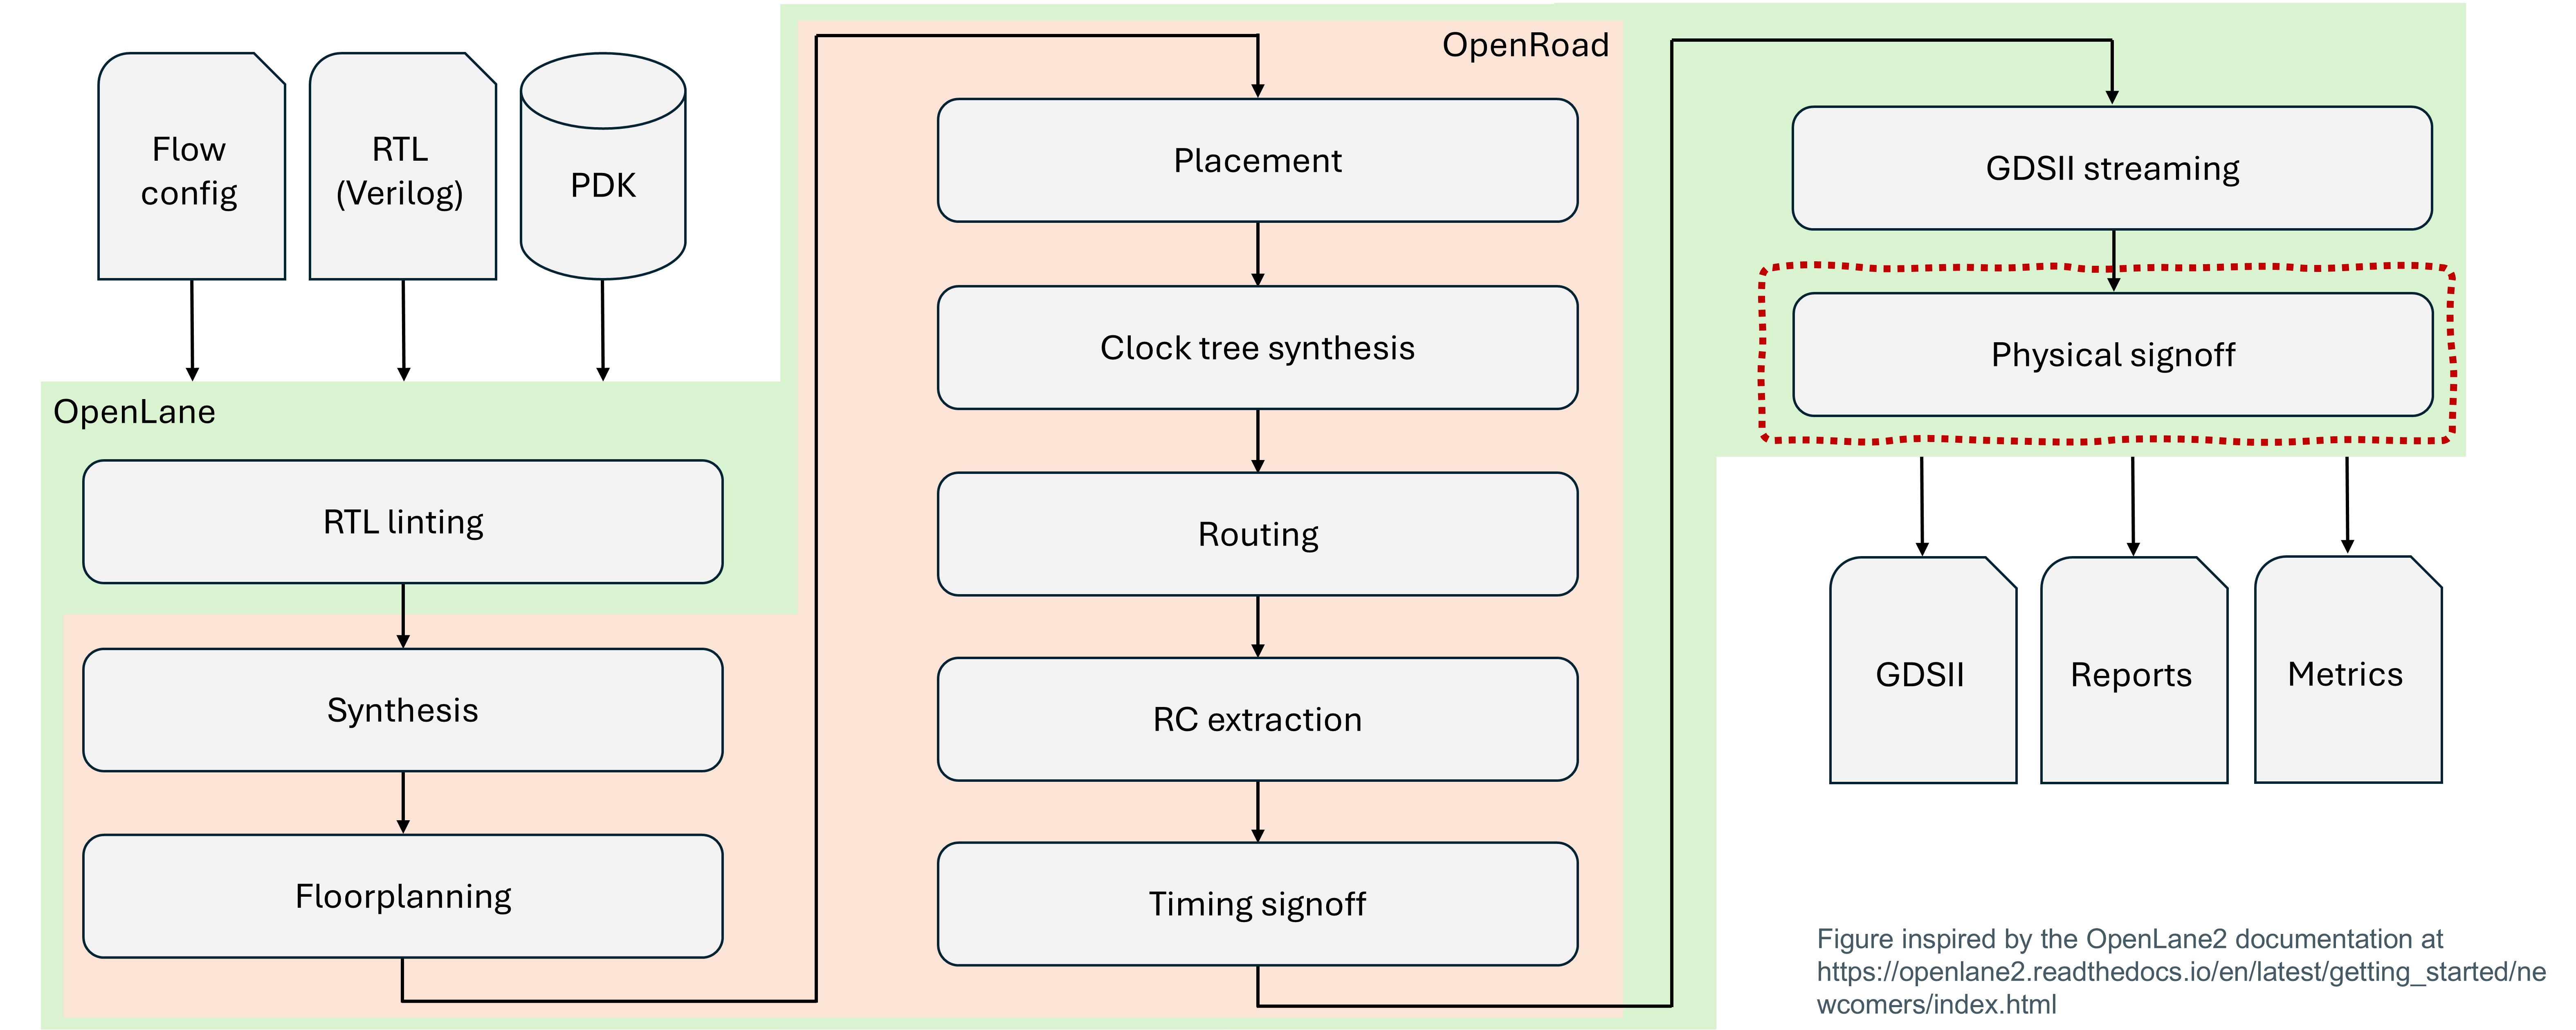 Flow
config
RTL
(Verilog)
PDK
OpenLane
RTL linting
Synthesis
Floorplanning
OpenRoad
Placement
Clock tree synthesis
Routing
RC extraction
Timing signoff
GDSII streaming
Physical signoff
GDSII
Reports
Metrics
Figure inspired by the OpenLane2 documentation at
https://openlane2.readthedocs.io/en/latest/getting_started/ne
wcomers/index.html